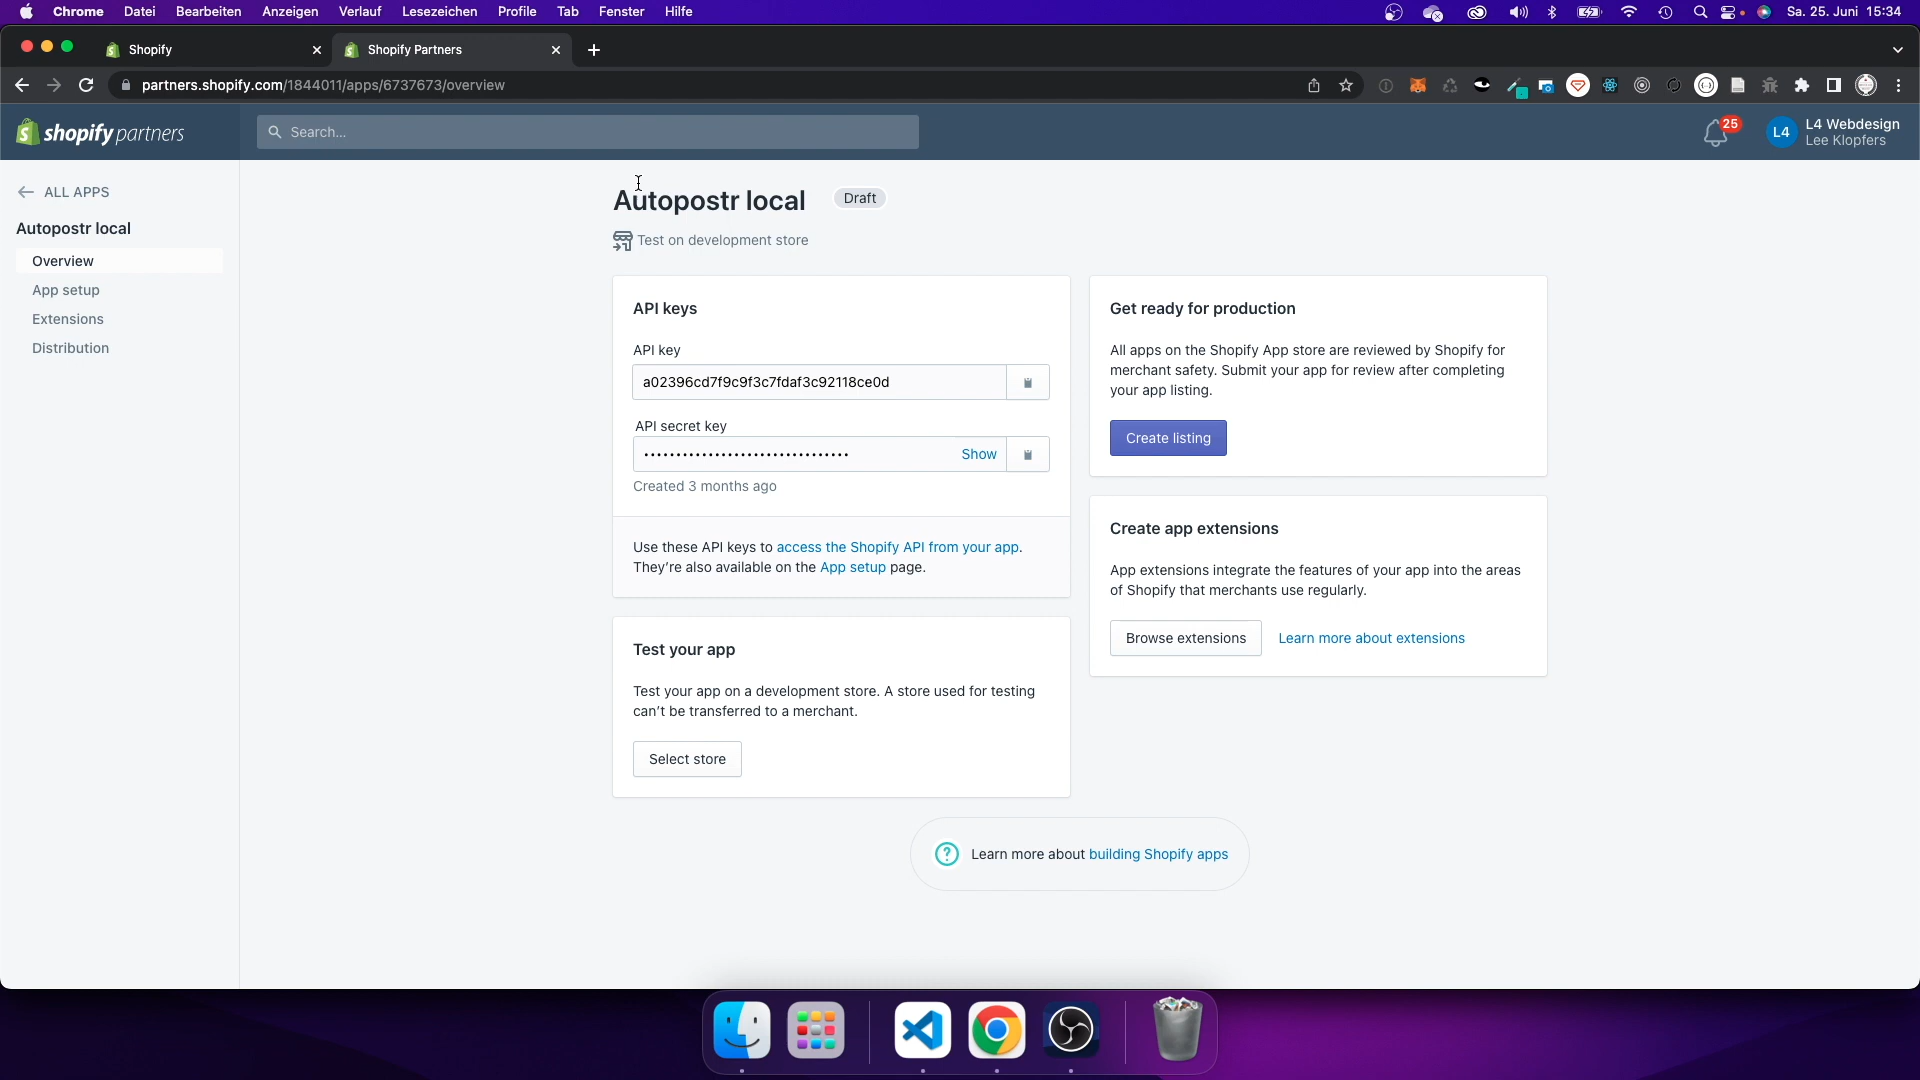 Chrome Datei Bearbeiten Anzeigen Verlauf Lesezeichen Profile Tab Fenster Hilfe Sa. 25. Juni 15:34
Shopify Shopify Partners
partners.shopify.com/1844011/apps/6737673/overview
shopify partners Search... 25 L4 L4 Webdesign
Lee Klopfers
ALL APPS
Autopostr local
Overview
App setup
Extensions
Distribution
Autopostr local Draft
Test on development store
API keys
API key
a02396cd7f9c9f3c7fdaf3c92118ce0d
API secret key
•••••••••••••••••••••••••••••••• Show
Created 3 months ago
Use these API keys to access the Shopify API from your app.
They're also available on the App setup page.
Test your app
Test your app on a development store. A store used for testing
can't be transferred to a merchant.
Select store
Get ready for production
All apps on the Shopify App store are reviewed by Shopify for
merchant safety. Submit your app for review after completing
your app listing.
Create listing
Create app extensions
App extensions integrate the features of your app into the areas
of Shopify that merchants use regularly.
Browse extensions Learn more about extensions
Learn more about building Shopify apps